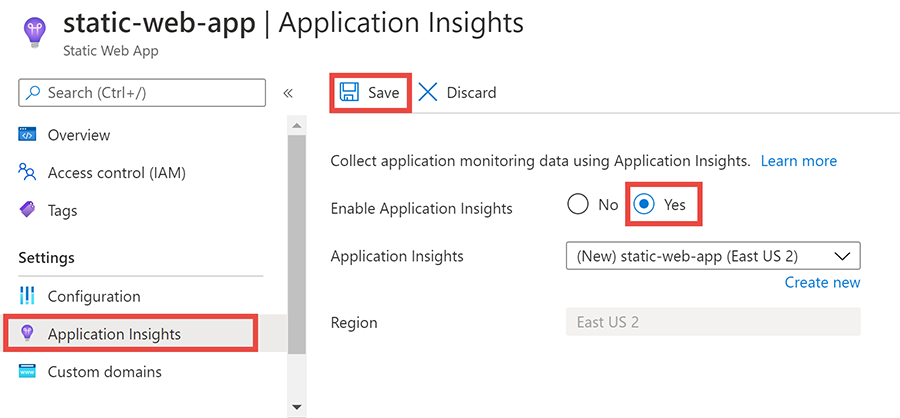 static-web-app | Application Insights
Static Web App
Search (Ctrl+/)
«
Save
Discard
Overview
Access control (IAM)
Tags
Settings
Configuration
Application Insights
Custom domains
Collect application monitoring data using Application Insights. Learn more
Enable Application Insights
No
Yes
Application Insights
(New) static-web-app (East US 2)
Create new
Region
East US 2